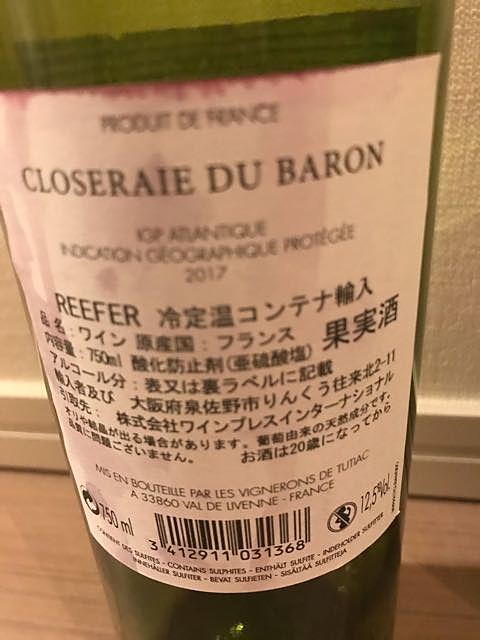 PRODUIT DE FRANCE
CLOSERAIE DU BARON
IGP ATLANTIQUE
INDICATION GÉOGRAPHIQUE PROTÉGÉE
2017
REEFER 冷定温コンテナ輸入
品名:ワイン 原産国:フランス 果実酒
内容量:750ml 酸化防止剤(亜硫酸塩)
アルコール分:表又は裏ラベルに記載
輸入者及び 大阪府泉佐野市りんくう往来北2-11
引取先: 株式会社ワインプレスインターナショナル
オリや結晶が出る場合があります。葡萄由来の天然成分です。
品質に問題ございません。 お酒は20歳になってから
MIS EN BOUTEILLE PAR LES VIGNERONS DE TUTIAC
A 33860 VAL DE LIVENNE - FRANCE
750 ml
12,5%vol.
3 412911 031368
CONTIENT DES SULFITES - CONTAINS SULPHITES - ENTHÄLT SULFITE - INDEHOLDER SULFITTER
INNEHÅLLER SULFITER - BEVAT SULFIETEN - SISÄLTÄÄ SULFIITTEJA